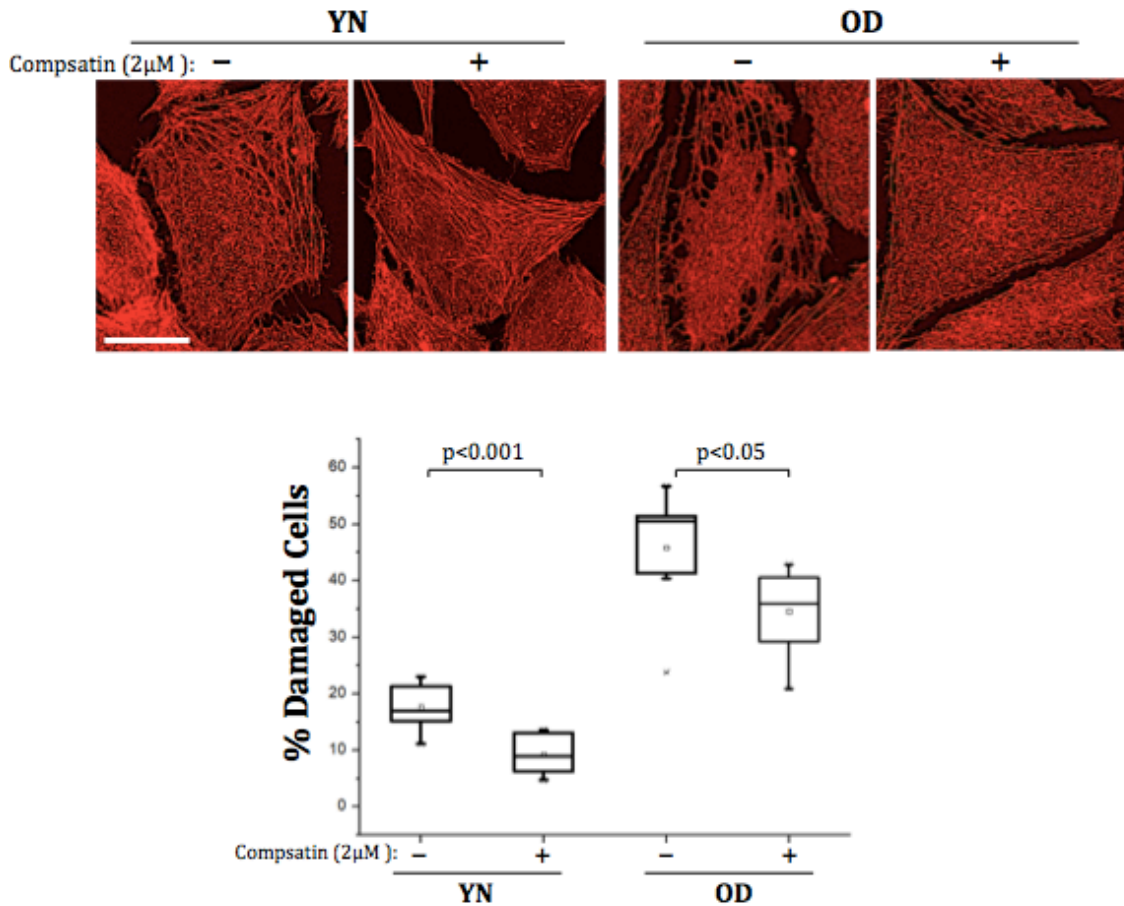 YN OD
Compsatin (2μM ): − + − +
p<0.001 p<0.05
% Damaged Cells
60
50
40
30
20
10
0
Compsatin (2μM ): − + − +
YN OD